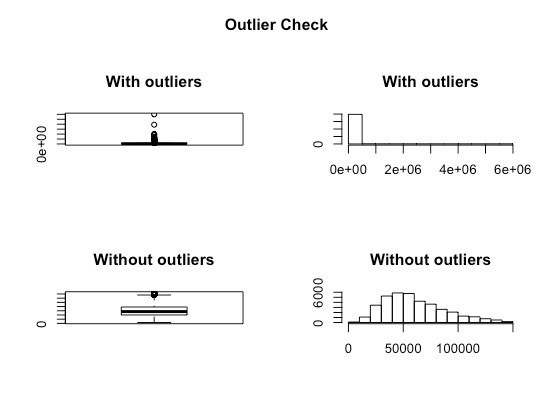 Outlier Check
With outliers
With outliers
0e+00
0
0e+00 2e+06 4e+06 6e+06
Without outliers
Without outliers
0
0 6000
0 50000 100000